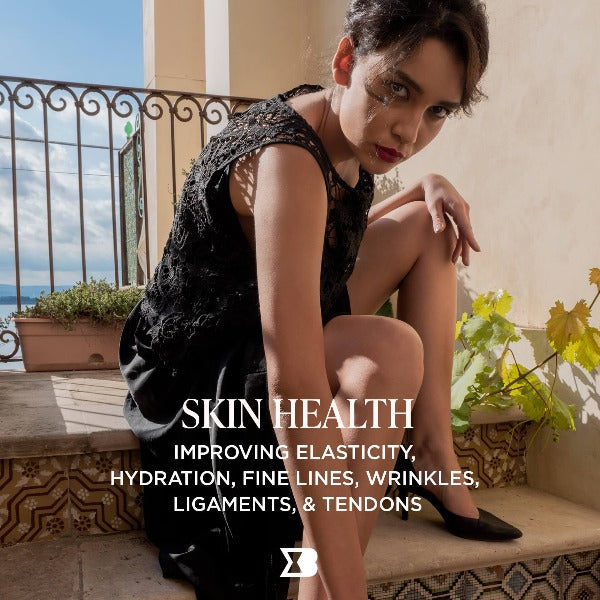 SKIN HEALTH
IMPROVING ELASTICITY,
HYDRATION, FINE LINES, WRINKLES,
LIGAMENTS, & TENDONS